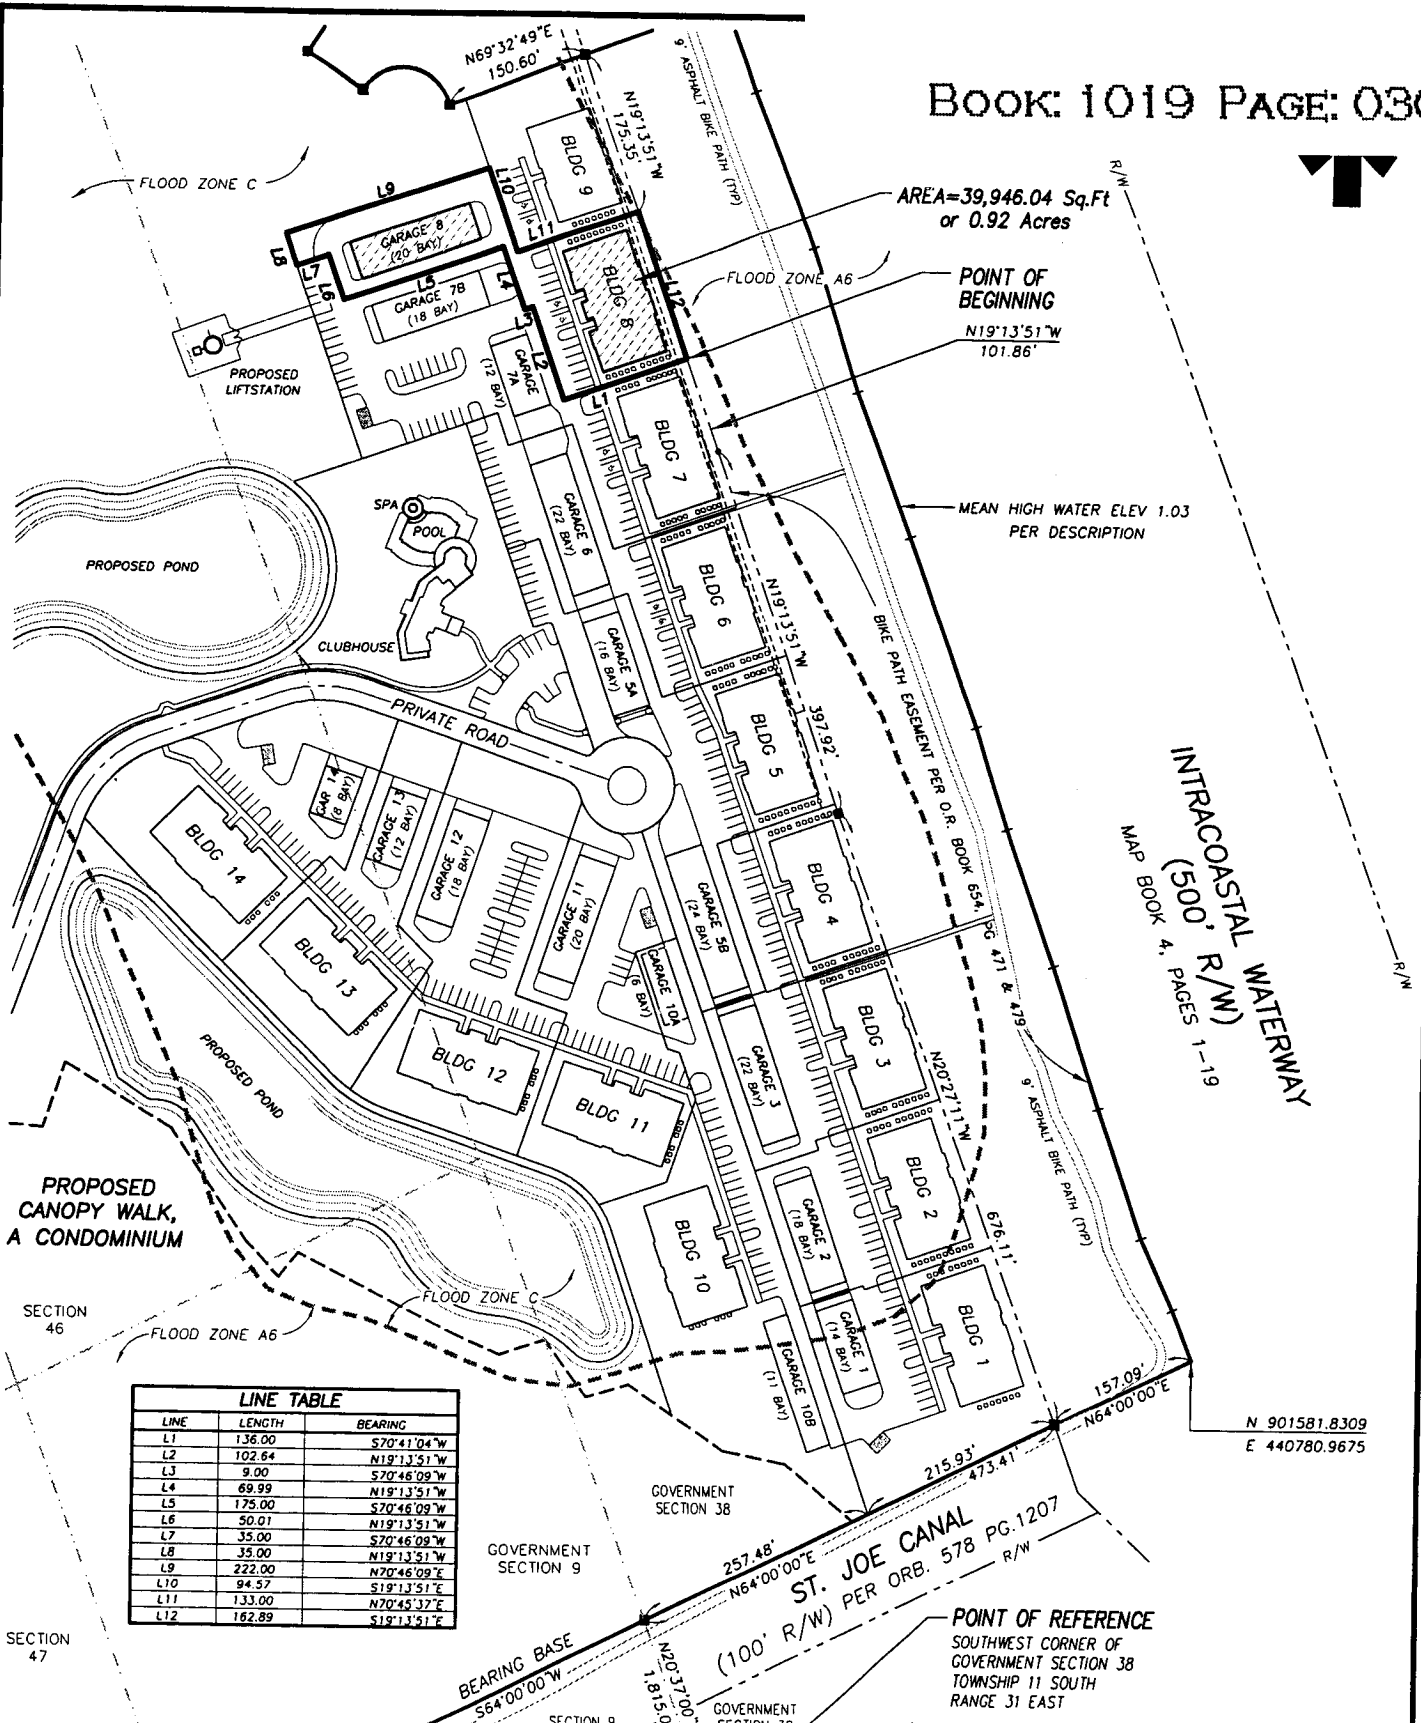 BOOK: 1019 PAGE:
N69°32'49"E
150.60'
9' ASPHALT BIKE PATH (TYP)
R/W
N19°13'51"W
175.35'
BLDG 9
FLOOD ZONE C
L9
L10
L11
AREA=39,946.04 Sq.Ft
or 0.92 Acres
GARAGE 8
(20 BAY)
L8
L7
L6
L5
L4
L3
L2
L1
L12
BLDG 8
FLOOD ZONE A6
POINT OF
BEGINNING
N19°13'51"W
101.86'
GARAGE 7B
(18 BAY)
GARAGE
7A
(12 BAY)
PROPOSED
LIFTSTATION
BLDG 7
SPA
POOL
GARAGE 6
(22 BAY)
MEAN HIGH WATER ELEV 1.03
PER DESCRIPTION
PROPOSED POND
BLDG 6
N19°13'51"W
397.92'
CLUBHOUSE
GARAGE 5A
(16 BAY)
BIKE PATH EASEMENT PER O.R. BOOK 654, PG 471 & 479
PRIVATE ROAD
BLDG 5
INTRACOASTAL WATERWAY
(500' R/W)
MAP BOOK 4, PAGES 1-19
R/W
GAR 14
(8 BAY)
GARAGE 13
(12 BAY)
GARAGE 12
(18 BAY)
GARAGE 11
(20 BAY)
BLDG 14
BLDG 4
GARAGE 5B
(24 BAY)
BLDG 13
GARAGE 10A
(6 BAY)
BLDG 3
PROPOSED POND
BLDG 12
BLDG 11
GARAGE 3
(22 BAY)
N20°27'11"W
676.11'
9' ASPHALT BIKE PATH (TYP)
PROPOSED
CANOPY WALK,
A CONDOMINIUM
BLDG 2
BLDG 10
GARAGE 2
(18 BAY)
SECTION
46
FLOOD ZONE A6
FLOOD ZONE C
GARAGE 1
(14 BAY)
BLDG 1
GARAGE 10B
(11 BAY)
157.09'
N64°00'00"E
N 901581.8309
E 440780.9675
LINE TABLE
LINE LENGTH BEARING
L1 136.00 S70°41'04"W
L2 102.64 N19°13'51"W
L3 9.00 S70°46'09"W
L4 69.99 N19°13'51"W
L5 175.00 S70°46'09"W
L6 50.01 N19°13'51"W
L7 35.00 S70°46'09"W
L8 35.00 N19°13'51"W
L9 222.00 N70°46'09"E
L10 94.57 S19°13'51"E
L11 133.00 N70°45'37"E
L12 162.89 S19°13'51"E
215.93'
473.41'
GOVERNMENT
SECTION 38
GOVERNMENT
SECTION 9
257.48'
N64°00'00"E
ST. JOE CANAL
(100' R/W) PER ORB. 578 PG.1207
R/W
SECTION
47
BEARING BASE
S64°00'00"W
N20°37'00"
1,815.0
POINT OF REFERENCE
SOUTHWEST CORNER OF
GOVERNMENT SECTION 38
TOWNSHIP 11 SOUTH
RANGE 31 EAST
SECTION 9
GOVERNMENT